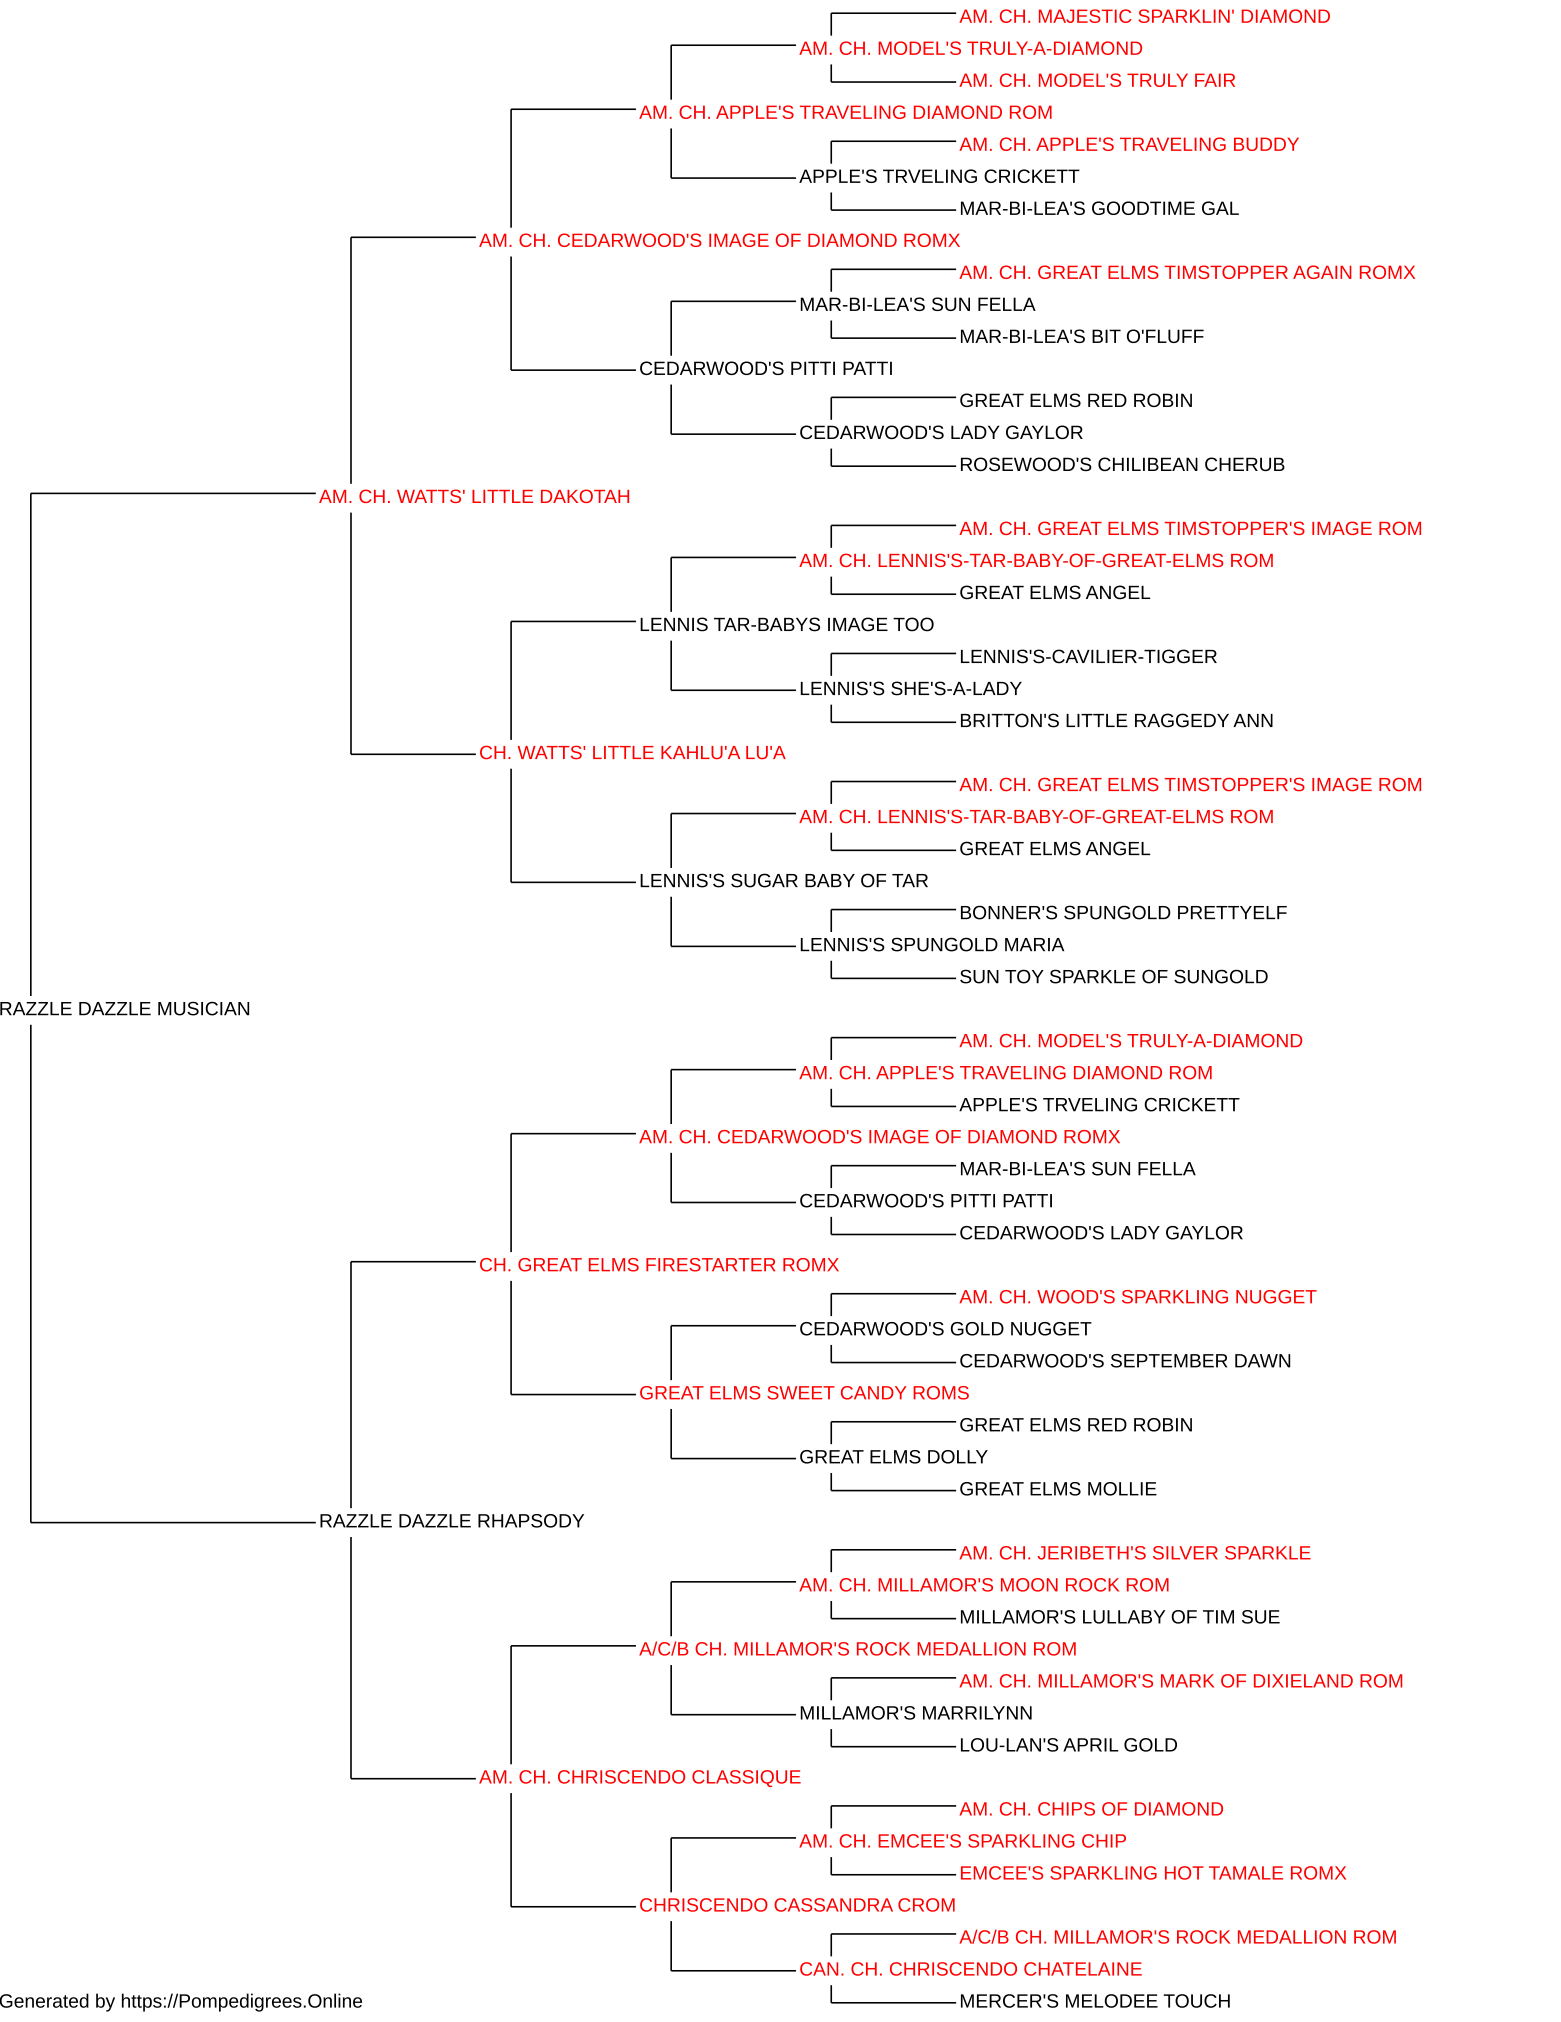 AM. CH. MAJESTIC SPARKLIN' DIAMOND
AM. CH. MODEL'S TRULY-A-DIAMOND
AM. CH. MODEL'S TRULY FAIR
AM. CH. APPLE'S TRAVELING DIAMOND ROM
AM. CH. APPLE'S TRAVELING BUDDY
APPLE'S TRVELING CRICKETT
MAR-BI-LEA'S GOODTIME GAL
AM. CH. CEDARWOOD'S IMAGE OF DIAMOND ROMX
AM. CH. GREAT ELMS TIMSTOPPER AGAIN ROMX
MAR-BI-LEA'S SUN FELLA
MAR-BI-LEA'S BIT O'FLUFF
CEDARWOOD'S PITTI PATTI
GREAT ELMS RED ROBIN
CEDARWOOD'S LADY GAYLOR
ROSEWOOD'S CHILIBEAN CHERUB
AM. CH. WATTS' LITTLE DAKOTAH
AM. CH. GREAT ELMS TIMSTOPPER'S IMAGE ROM
AM. CH. LENNIS'S-TAR-BABY-OF-GREAT-ELMS ROM
GREAT ELMS ANGEL
LENNIS TAR-BABYS IMAGE TOO
LENNIS'S-CAVILIER-TIGGER
LENNIS'S SHE'S-A-LADY
BRITTON'S LITTLE RAGGEDY ANN
CH. WATTS' LITTLE KAHLU'A LU'A
AM. CH. GREAT ELMS TIMSTOPPER'S IMAGE ROM
AM. CH. LENNIS'S-TAR-BABY-OF-GREAT-ELMS ROM
GREAT ELMS ANGEL
LENNIS'S SUGAR BABY OF TAR
BONNER'S SPUNGOLD PRETTYELF
LENNIS'S SPUNGOLD MARIA
SUN TOY SPARKLE OF SUNGOLD
RAZZLE DAZZLE MUSICIAN
AM. CH. MODEL'S TRULY-A-DIAMOND
AM. CH. APPLE'S TRAVELING DIAMOND ROM
APPLE'S TRVELING CRICKETT
AM. CH. CEDARWOOD'S IMAGE OF DIAMOND ROMX
MAR-BI-LEA'S SUN FELLA
CEDARWOOD'S PITTI PATTI
CEDARWOOD'S LADY GAYLOR
CH. GREAT ELMS FIRESTARTER ROMX
AM. CH. WOOD'S SPARKLING NUGGET
CEDARWOOD'S GOLD NUGGET
CEDARWOOD'S SEPTEMBER DAWN
GREAT ELMS SWEET CANDY ROMS
GREAT ELMS RED ROBIN
GREAT ELMS DOLLY
GREAT ELMS MOLLIE
RAZZLE DAZZLE RHAPSODY
AM. CH. JERIBETH'S SILVER SPARKLE
AM. CH. MILLAMOR'S MOON ROCK ROM
MILLAMOR'S LULLABY OF TIM SUE
A/C/B CH. MILLAMOR'S ROCK MEDALLION ROM
AM. CH. MILLAMOR'S MARK OF DIXIELAND ROM
MILLAMOR'S MARRILYNN
LOU-LAN'S APRIL GOLD
AM. CH. CHRISCENDO CLASSIQUE
AM. CH. CHIPS OF DIAMOND
AM. CH. EMCEE'S SPARKLING CHIP
EMCEE'S SPARKLING HOT TAMALE ROMX
CHRISCENDO CASSANDRA CROM
A/C/B CH. MILLAMOR'S ROCK MEDALLION ROM
CAN. CH. CHRISCENDO CHATELAINE
MERCER'S MELODEE TOUCH
Generated by https://Pompedigrees.Online